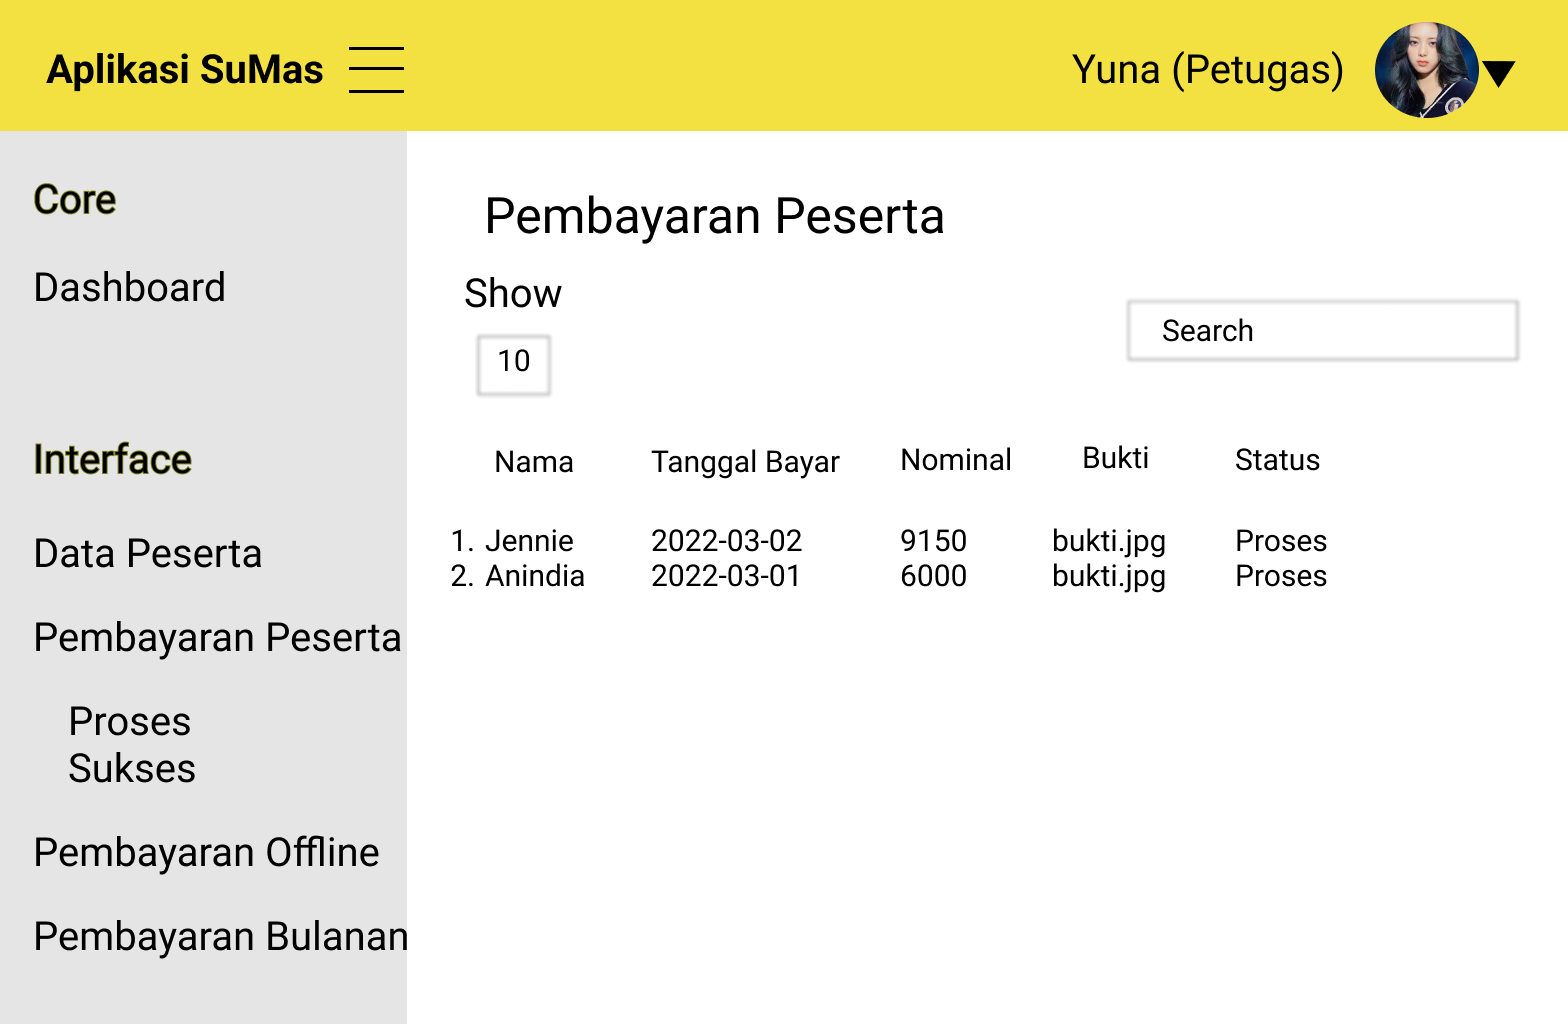 Aplikasi SuMas
Yuna (Petugas)
Core
Dashboard
Interface
Data Peserta
Pembayaran Peserta
Proses
Sukses
Pembayaran Offline
Pembayaran Bulanan
Pembayaran Peserta
Show
10
Search
Nama Tanggal Bayar Nominal Bukti Status
1. Jennie 2022-03-02 9150 bukti.jpg Proses
2. Anindia 2022-03-01 6000 bukti.jpg Proses